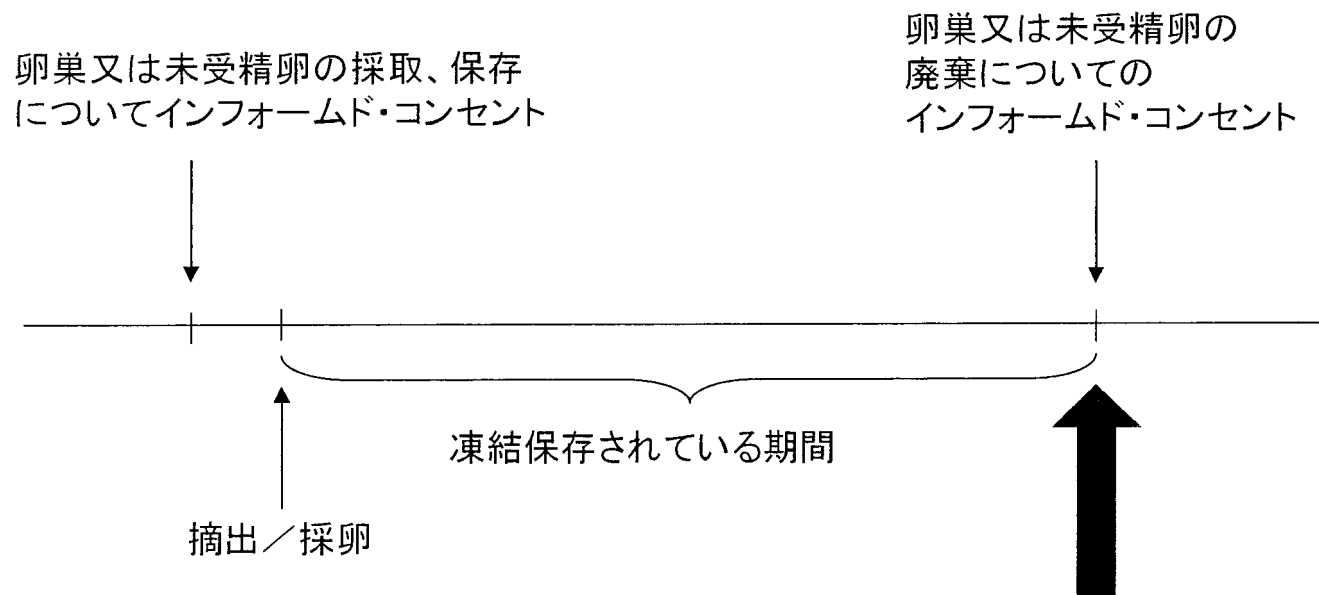 卵巣又は未受精卵の採取、保存
についてインフォームド・コンセント
卵巣又は未受精卵の
廃棄についての
インフォームド・コンセント
凍結保存されている期間
摘出／採卵